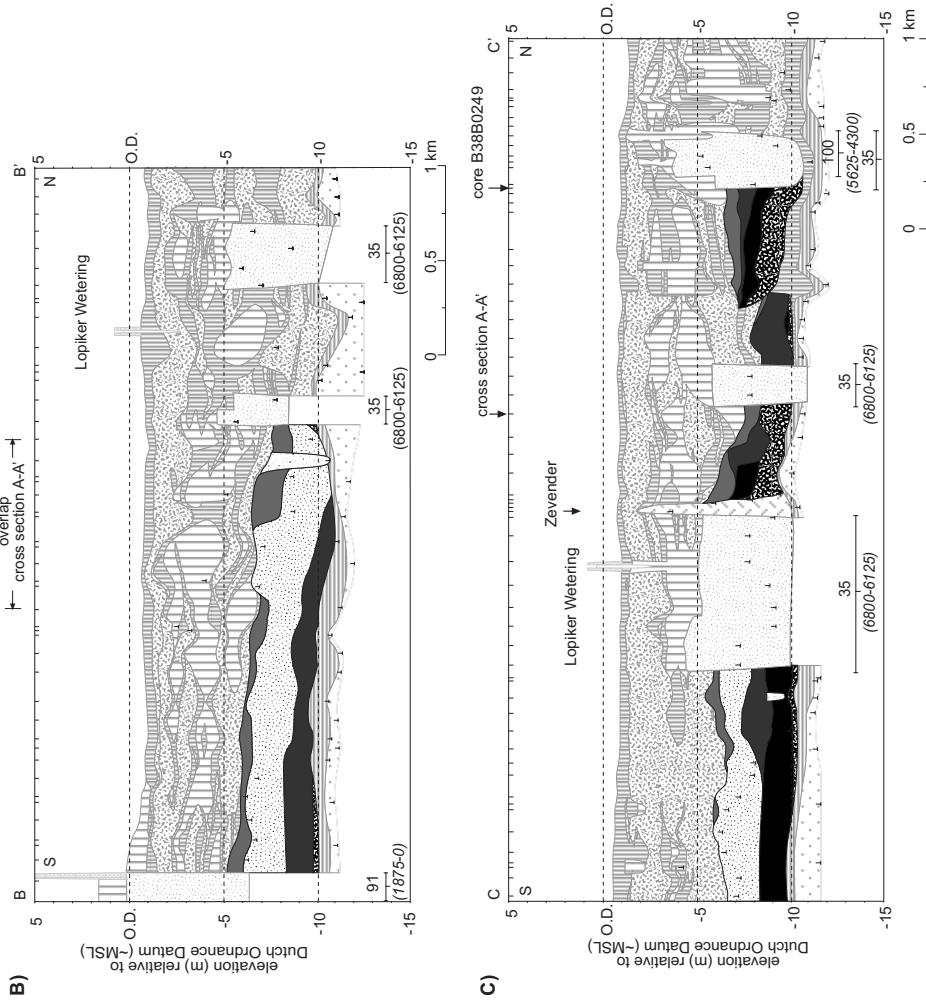 B)
B
S
B'
N
5
O.D.
-5
-10
-15
elevation (m) relative to
Dutch Ordnance Datum (~MSL)
overlap
cross section A-A'
Lopiker Wetering
5
O.D.
-5
-10
-15
91
(1875-0)
35
(6800-6125)
35
(6800-6125)
0
0.5
1 km
C)
C
S
C'
N
5
O.D.
-5
-10
-15
elevation (m) relative to
Dutch Ordnance Datum (~MSL)
Lopiker Wetering
Zevender
cross section A-A'
core B38B0249
5
O.D.
-5
-10
-15
35
(6800-6125)
35
(6800-6125)
100
(5625-4300)
35
0
0.5
1 km